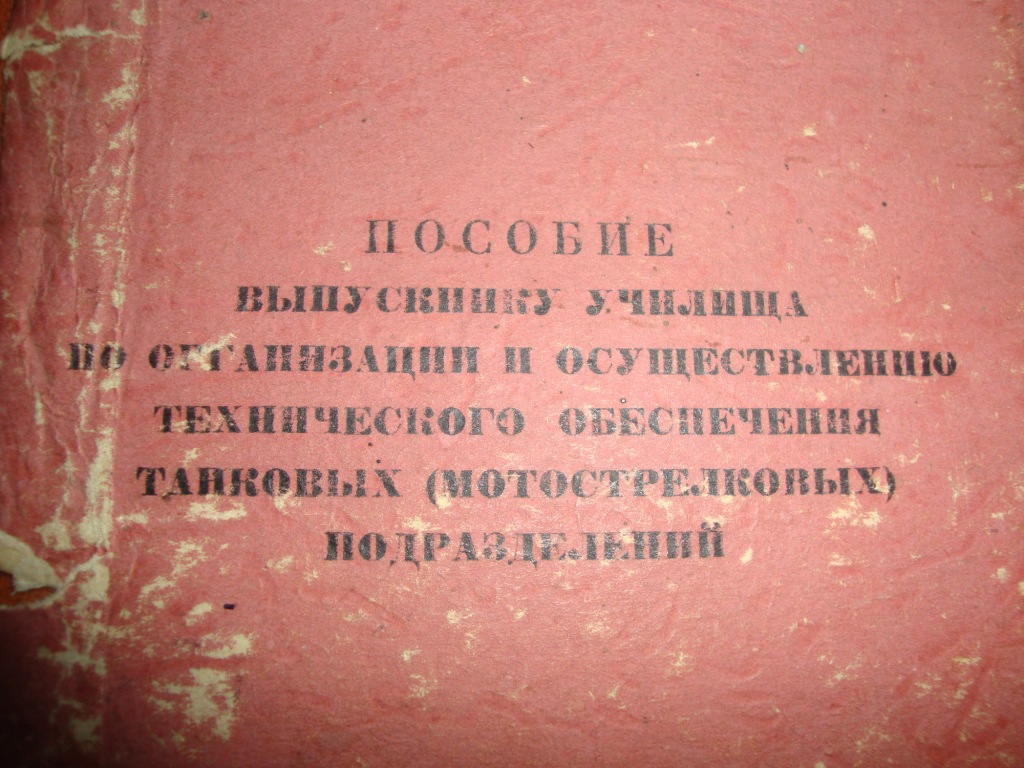 ПОСОБИЕ
ВЫПУСКНИКУ УЧИЛИЩА
ПО ОРГАНИЗАЦИИ И ОСУЩЕСТВЛЕНИЮ
ТЕХНИЧЕСКОГО ОБЕСПЕЧЕНИЯ
ТАНКОВЫХ (МОТОСТРЕЛКОВЫХ)
ПОДРАЗДЕЛЕНИЙ